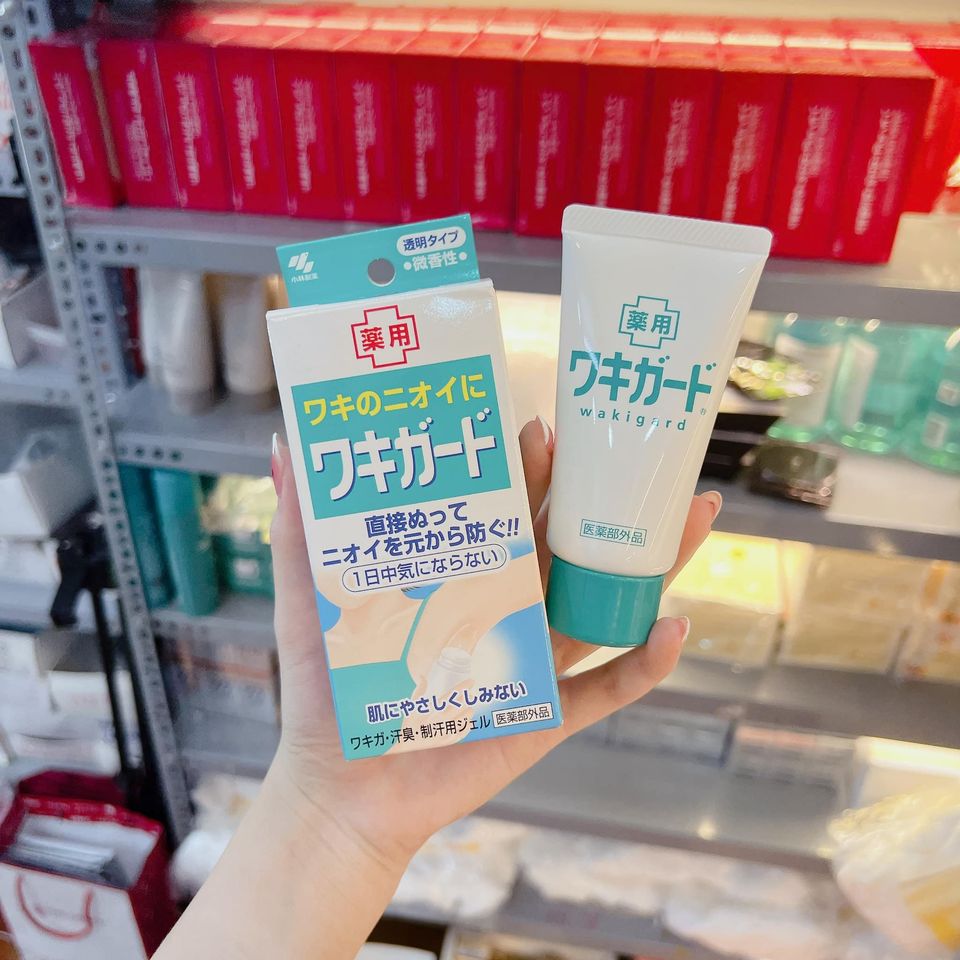 小林製薬
透明タイプ
●微香性●
薬用
ワキのニオイに
ワキガード
直接ぬって
ニオイを元から防ぐ!!
1日中気にならない
肌にやさしくしみない
ワキガ・汗臭・制汗用ジェル 医薬部外品
薬用
ワキガード®
wakigard
医薬部外品